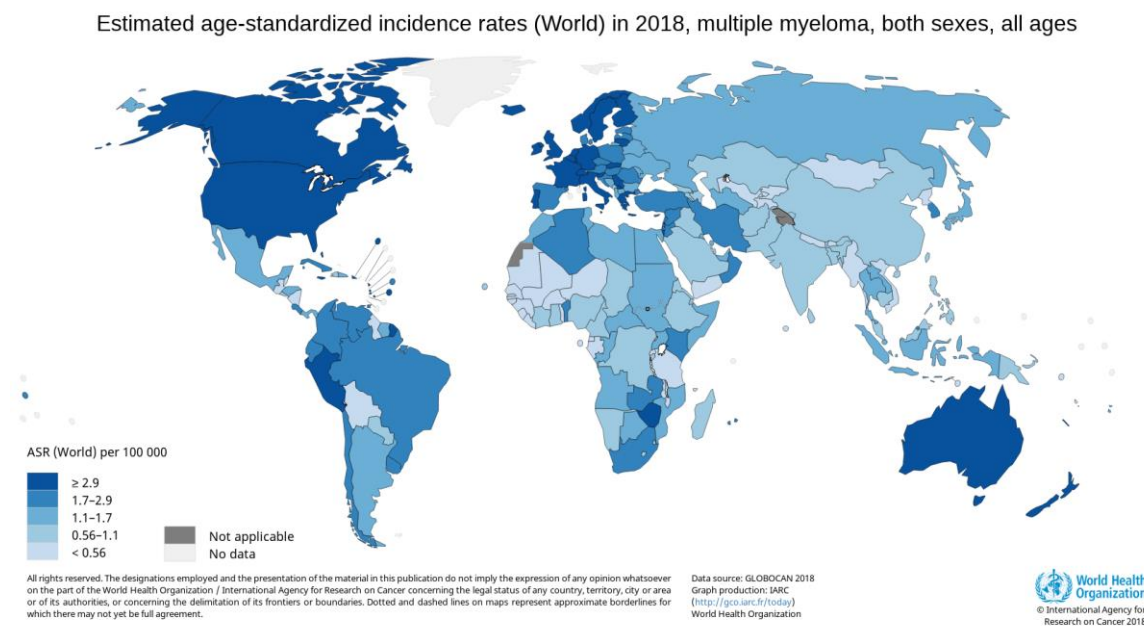 Estimated age-standardized incidence rates (World) in 2018, multiple myeloma, both sexes, all ages
ASR (World) per 100 000
≥ 2.9
1.7–2.9
1.1–1.7
0.56–1.1
< 0.56
Not applicable
No data
All rights reserved. The designations employed and the presentation of the material in this publication do not imply the expression of any opinion whatsoever
on the part of the World Health Organization / International Agency for Research on Cancer concerning the legal status of any country, territory, city or area
or of its authorities, or concerning the delimitation of its frontiers or boundaries. Dotted and dashed lines on maps represent approximate borderlines for
which there may not yet be full agreement.
Data source: GLOBOCAN 2018
Graph production: IARC
(http://gco.iarc.fr/today)
World Health Organization
World Health
Organization
© International Agency for
Research on Cancer 2018